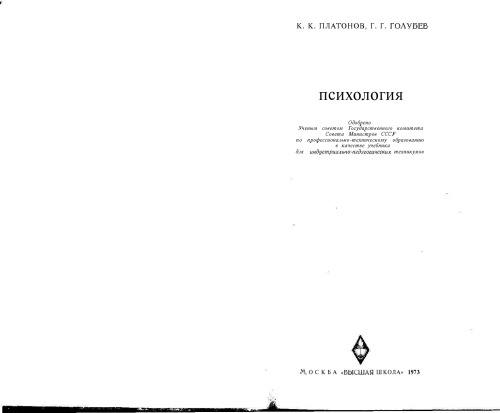 К. К. ПЛАТОНОВ, Г. Г. ГОЛУБЕВ
ПСИХОЛОГИЯ
Одобрено
Ученым советом Государственного комитета
Совета Министров СССР
по профессионально-техническому образованию
в качестве учебника
для индустриально-педагогических техникумов
МОСКВА «ВЫСШАЯ ШКОЛА» 1973